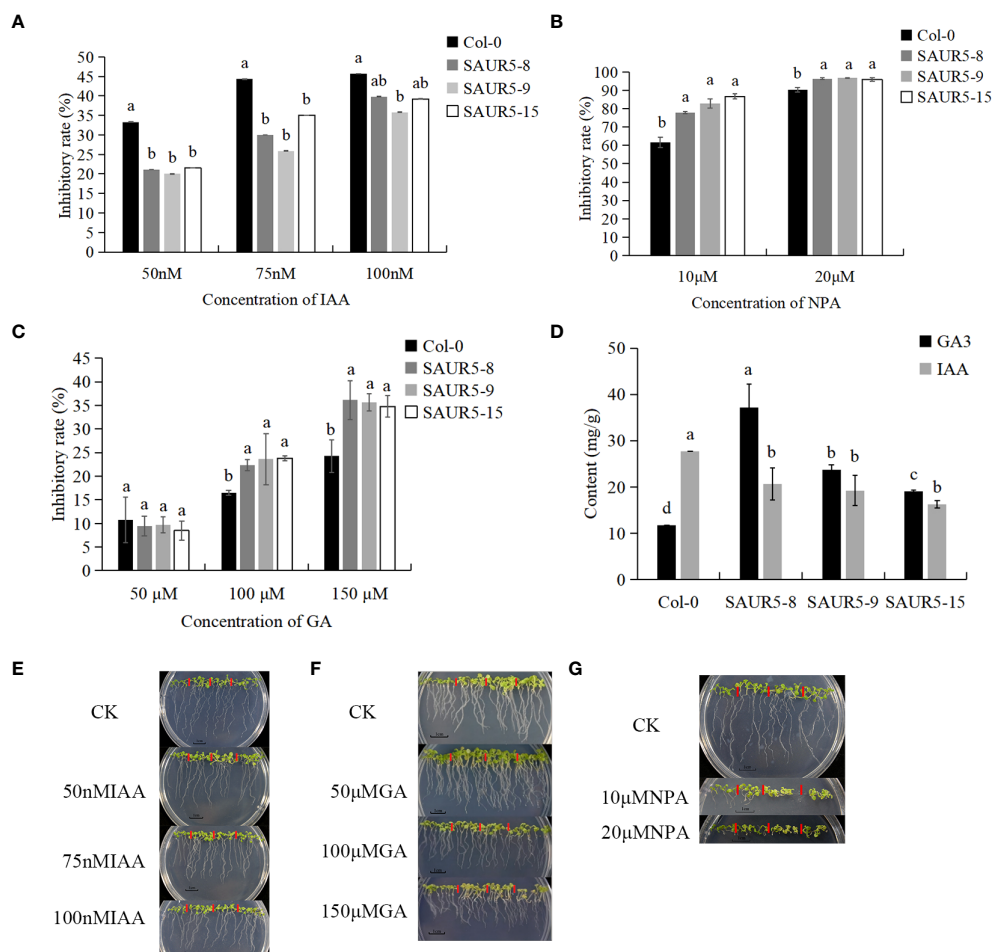 A
a
a
a
ab
ab
a
b
b
b
b
b
b
b
b
Col-0
SAUR5-8
SAUR5-9
SAUR5-15
50
45
40
35
30
25
20
15
10
5
0
Inhibitory rate (%)
50nM
75nM
100nM
Concentration of IAA
B
Col-0
SAUR5-8
SAUR5-9
SAUR5-15
b
a
a
a
b
a
a
a
100
90
80
70
60
50
40
30
20
10
0
Inhibitory rate (%)
10μM
20μM
Concentration of NPA
C
Col-0
SAUR5-8
SAUR5-9
SAUR5-15
a
a
a
a
b
a
a
a
b
a
a
a
45
40
35
30
25
20
15
10
5
0
Inhibitory rate (%)
50 μM
100 μM
150 μM
Concentration of GA
D
GA3
IAA
d
a
a
b
b
b
c
b
50
40
30
20
10
0
Content (mg/g)
Col-0
SAUR5-8
SAUR5-9
SAUR5-15
E
CK
50nMIAA
75nMIAA
100nMIAA
F
CK
50μMGA
100μMGA
150μMGA
G
CK
10μMNPA
20μMNPA